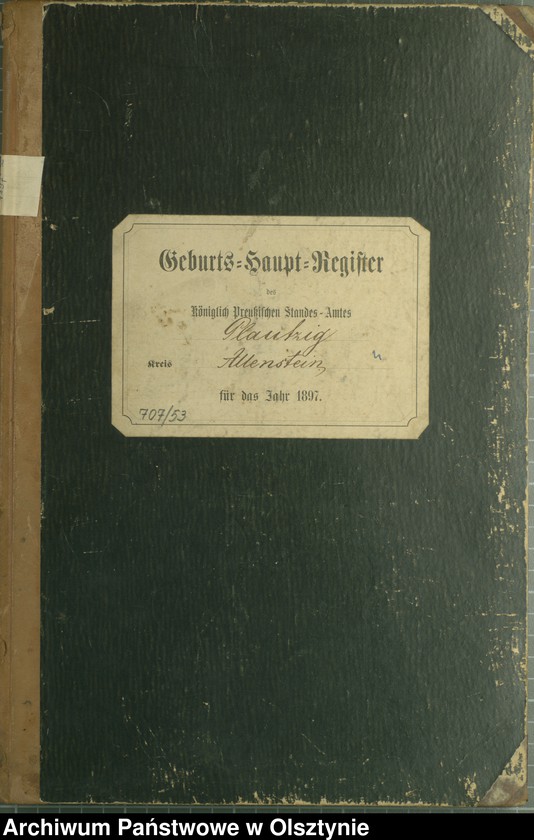 Geburts=Haupt=Register
des
Königlich Preußischen Standes-Amtes
Plautzig
Kreis Allenstein
für das Jahr 1897.
707/53
Archiwum Państwowe w Olsztynie